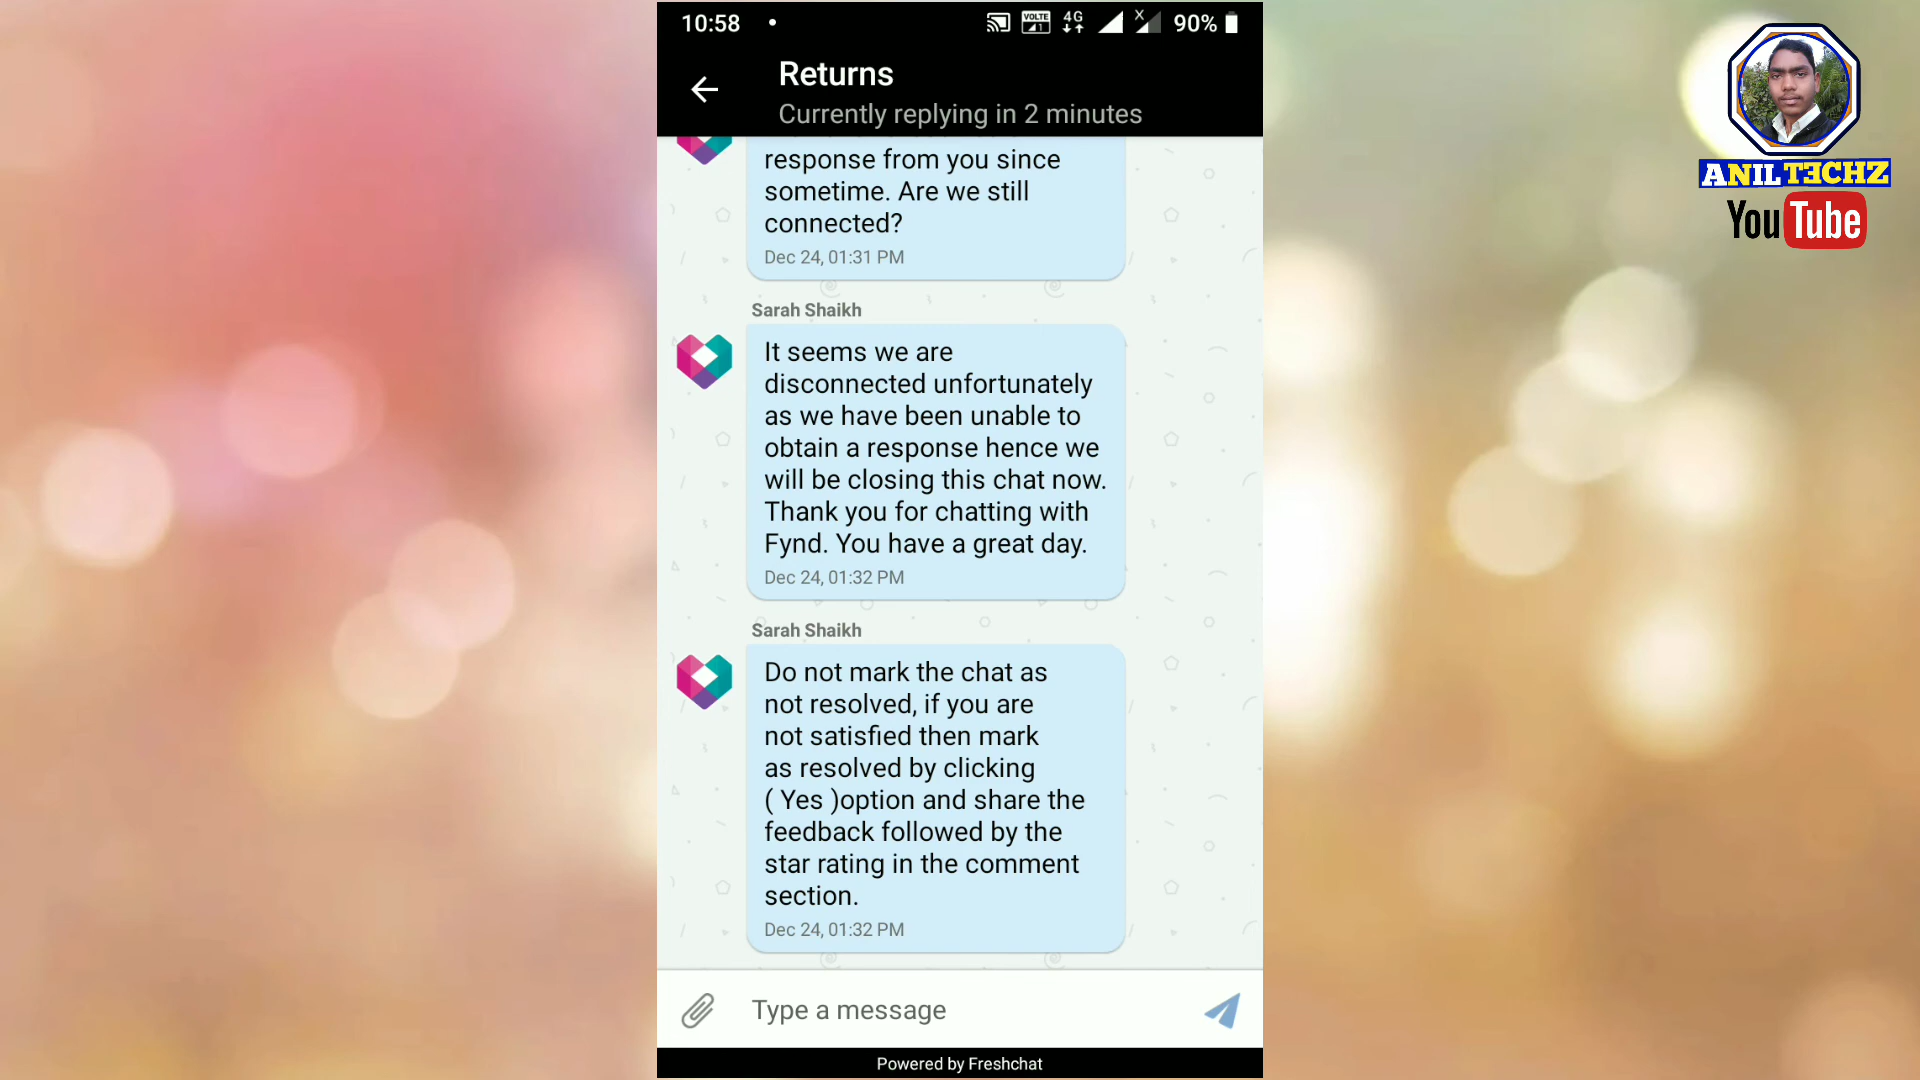 10:58
VOLTE
1
4G
X
90%
Returns
Currently replying in 2 minutes
response from you since
sometime. Are we still
connected?
Dec 24, 01:31 PM
Sarah Shaikh
It seems we are
disconnected unfortunately
as we have been unable to
obtain a response hence we
will be closing this chat now.
Thank you for chatting with
Fynd. You have a great day.
Dec 24, 01:32 PM
Sarah Shaikh
Do not mark the chat as
not resolved, if you are
not satisfied then mark
as resolved by clicking
( Yes )option and share the
feedback followed by the
star rating in the comment
section.
Dec 24, 01:32 PM
Type a message
Powered by Freshchat
ANIL TECHZ
YouTube